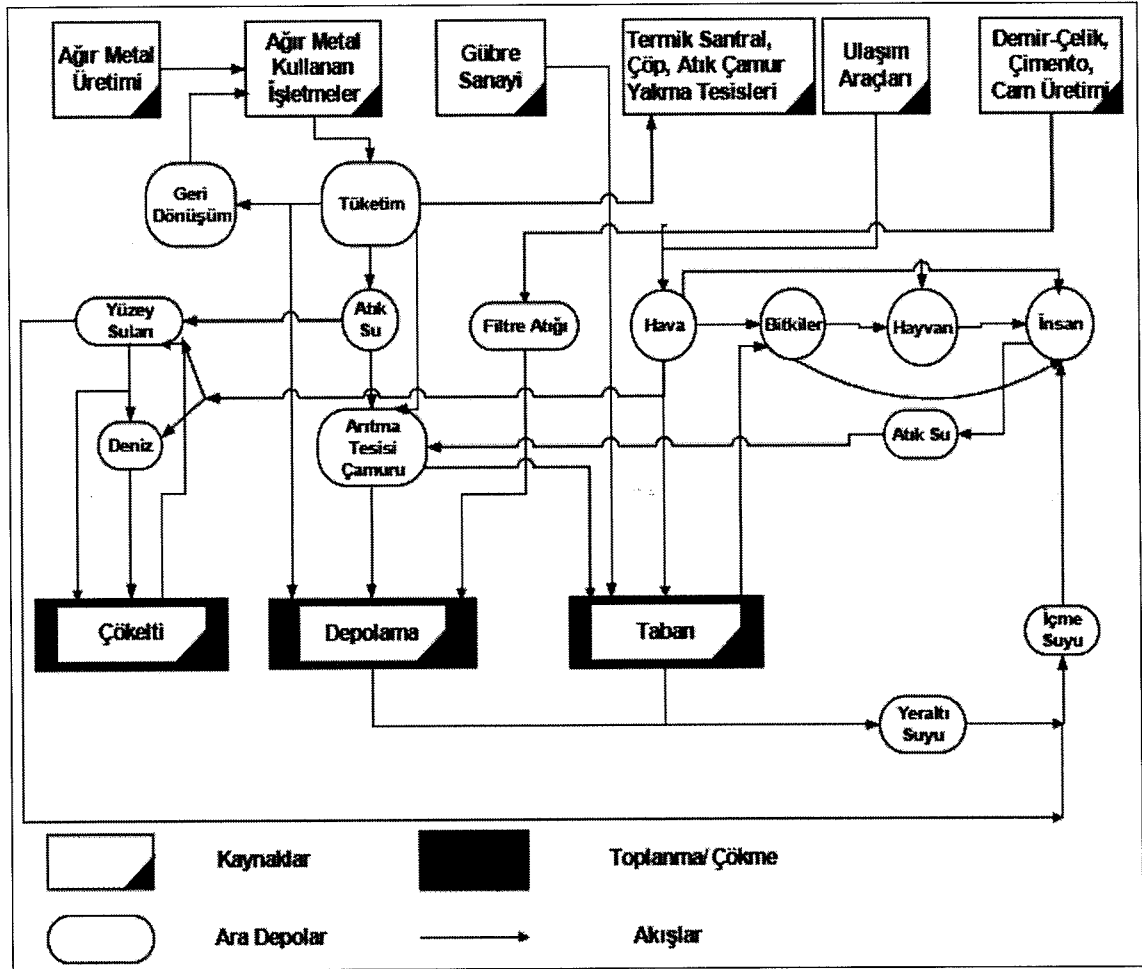 Ağır Metal
Üretimi
Ağır Metal
Kullanan
İşletmeler
Gübre
Sanayi
Termik Santral,
Çöp, Atık Çamur
Yakma Tesisleri
Ulaşım
Araçları
Demir-Çelik,
Çimento,
Cam Üretimi
Geri
Dönüşüm
Tüketim
Yüzey
Suları
Atık
Su
Filtre Atığı
Hava
Bitkiler
Hayvan
İnsan
Deniz
Arıtma
Tesisi
Çamuru
Atık Su
Çökelti
Depolama
Taban
İçme
Suyu
Yeraltı
Suyu
Kaynaklar
Toplanma/ Çökme
Ara Depolar
Akışlar